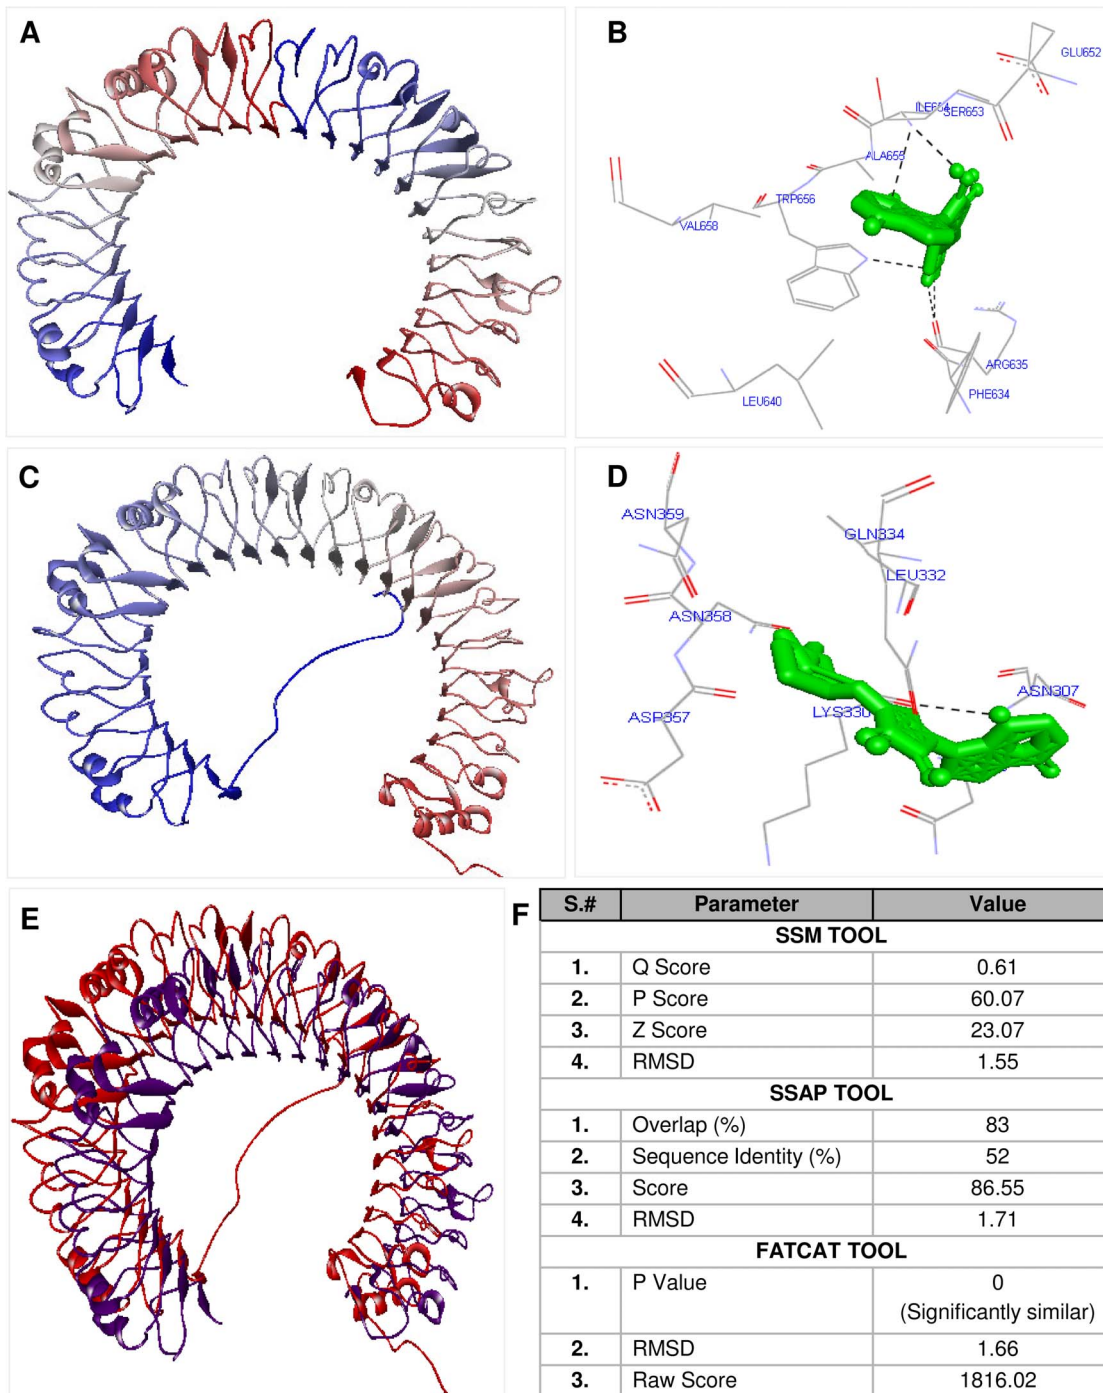 A
B
GLU652
ILE654
SER653
ALA655
TRP656
VAL658
ARG635
PHE634
LEU640
C
D
ASN359
GLN334
LEU332
ASN358
ASN307
LYS330
ASP357
E
F
S.# Parameter Value
SSM TOOL
1. Q Score 0.61
2. P Score 60.07
3. Z Score 23.07
4. RMSD 1.55
SSAP TOOL
1. Overlap (%) 83
2. Sequence Identity (%) 52
3. Score 86.55
4. RMSD 1.71
FATCAT TOOL
1. P Value 0
(Significantly similar)
2. RMSD 1.66
3. Raw Score 1816.02